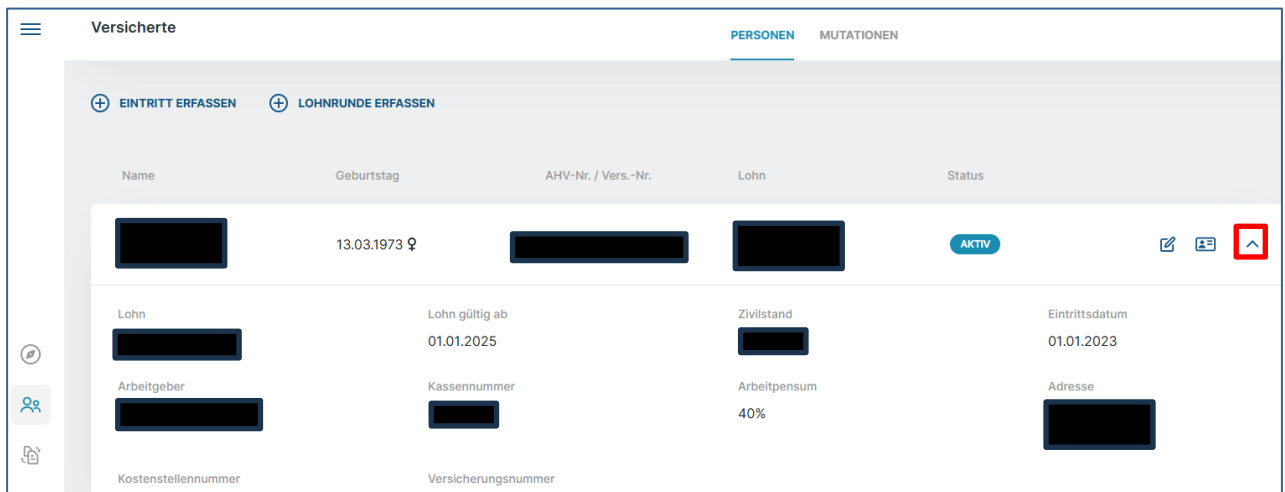 Versicherte
PERSONEN MUTATIONEN
EINTRITT ERFASSEN LOHNRUNDE ERFASSEN
Name Geburtstag AHV-Nr. / Vers.-Nr. Lohn Status
13.03.1973 AKTIV
Lohn Lohn gültig ab Zivilstand Eintrittsdatum
01.01.2025 01.01.2023
Arbeitgeber Kassennummer Arbeitpensum Adresse
40%
Kostenstellennummer Versicherungsnummer